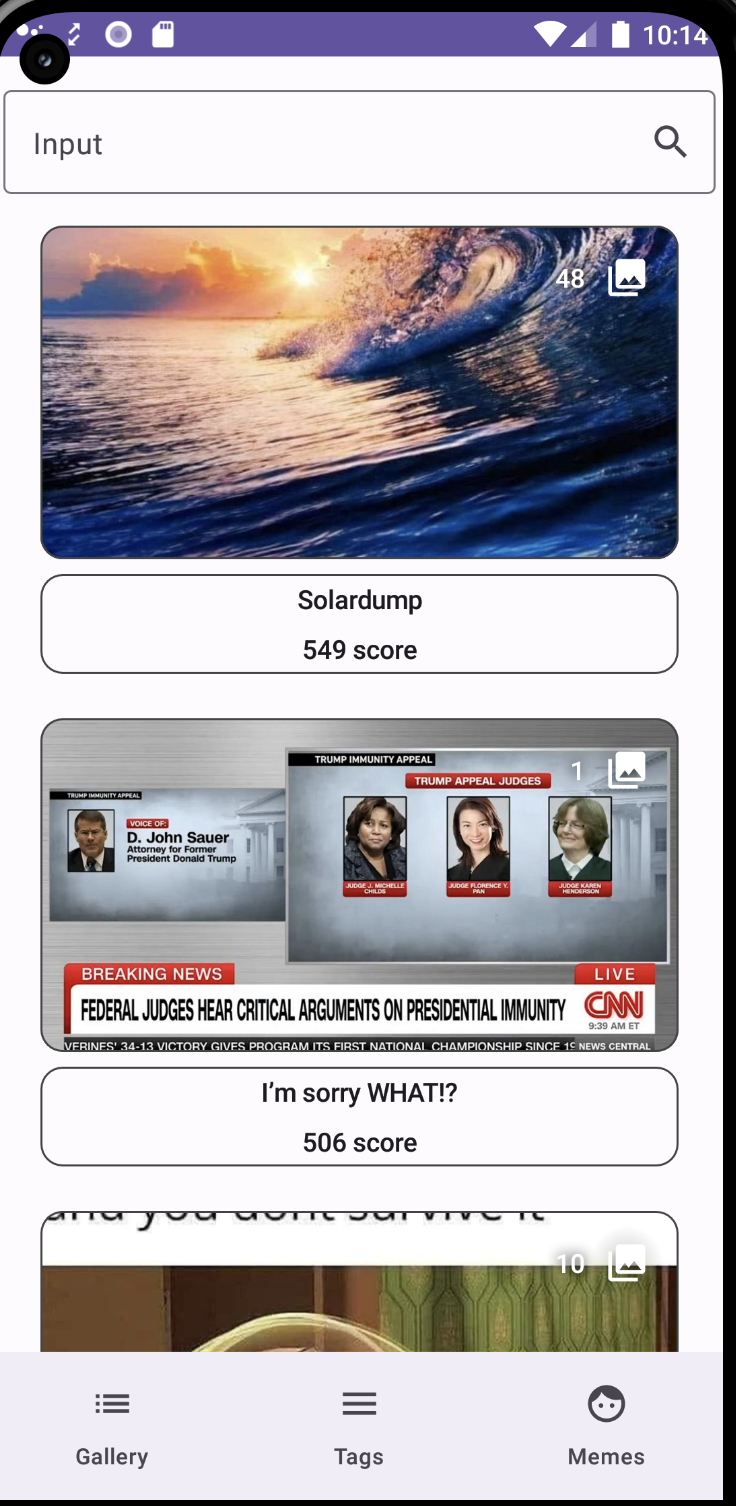 10:14
Input
48
Solardump
549 score
TRUMP IMMUNITY APPEAL
1
TRUMP APPEAL JUDGES
TRUMP IMMUNITY APPEAL
VOICE OF:
D. John Sauer
Attorney for Former
President Donald Trump
JUDGE J. MICHELLE
CHILDS
JUDGE FLORENCE Y.
PAN
JUDGE KAREN
HENDERSON
BREAKING NEWS
LIVE
FEDERAL JUDGES HEAR CRITICAL ARGUMENTS ON PRESIDENTIAL IMMUNITY
CNN
9:39 AM ET
VERINES' 34-13 VICTORY GIVES PROGRAM ITS FIRST NATIONAL CHAMPIONSHIP SINCE 19
NEWS CENTRAL
I’m sorry WHAT!?
506 score
and you dont survive it
10
Gallery
Tags
Memes